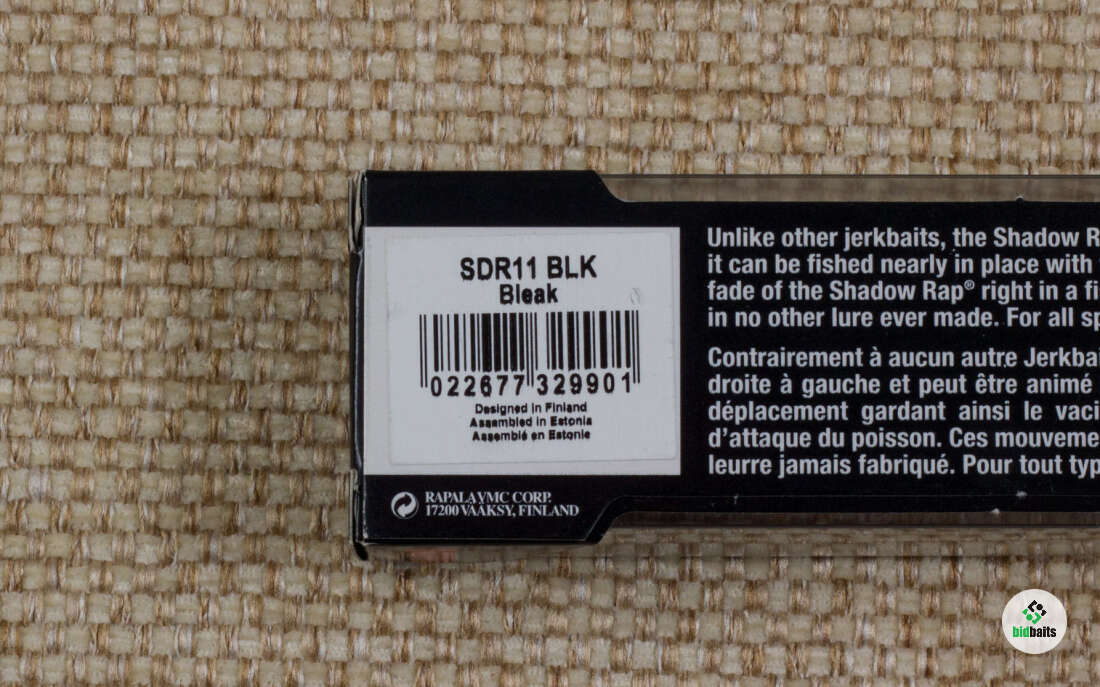 SDR11 BLK
Bleak
022677 329901
Designed in Finland
Assembled in Estonia
Assemblé en Estonie
RAPALA VMC CORP.
17200 VÄÄKSY, FINLAND
Unlike other jerkbaits, the Shadow R
it can be fished nearly in place with
fade of the Shadow Rap® right in a fi
in no other lure ever made. For all sp
Contrairement à aucun autre Jerkbai
droite à gauche et peut être animé
déplacement gardant ainsi le vaci
d'attaque du poisson. Ces mouveme
leurre jamais fabriqué. Pour tout typ
bidbaits